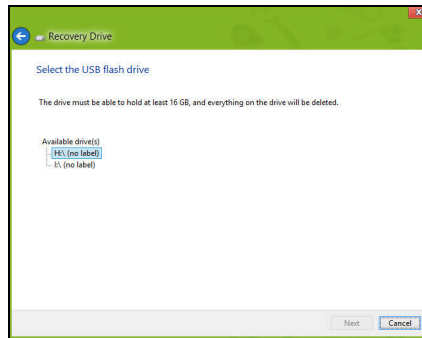 Recovery Drive
Select the USB flash drive
The drive must be able to hold at least 16 GB, and everything on the drive will be deleted.
Available drive(s)
H:\ (no label)
I:\ (no label)
Next Cancel